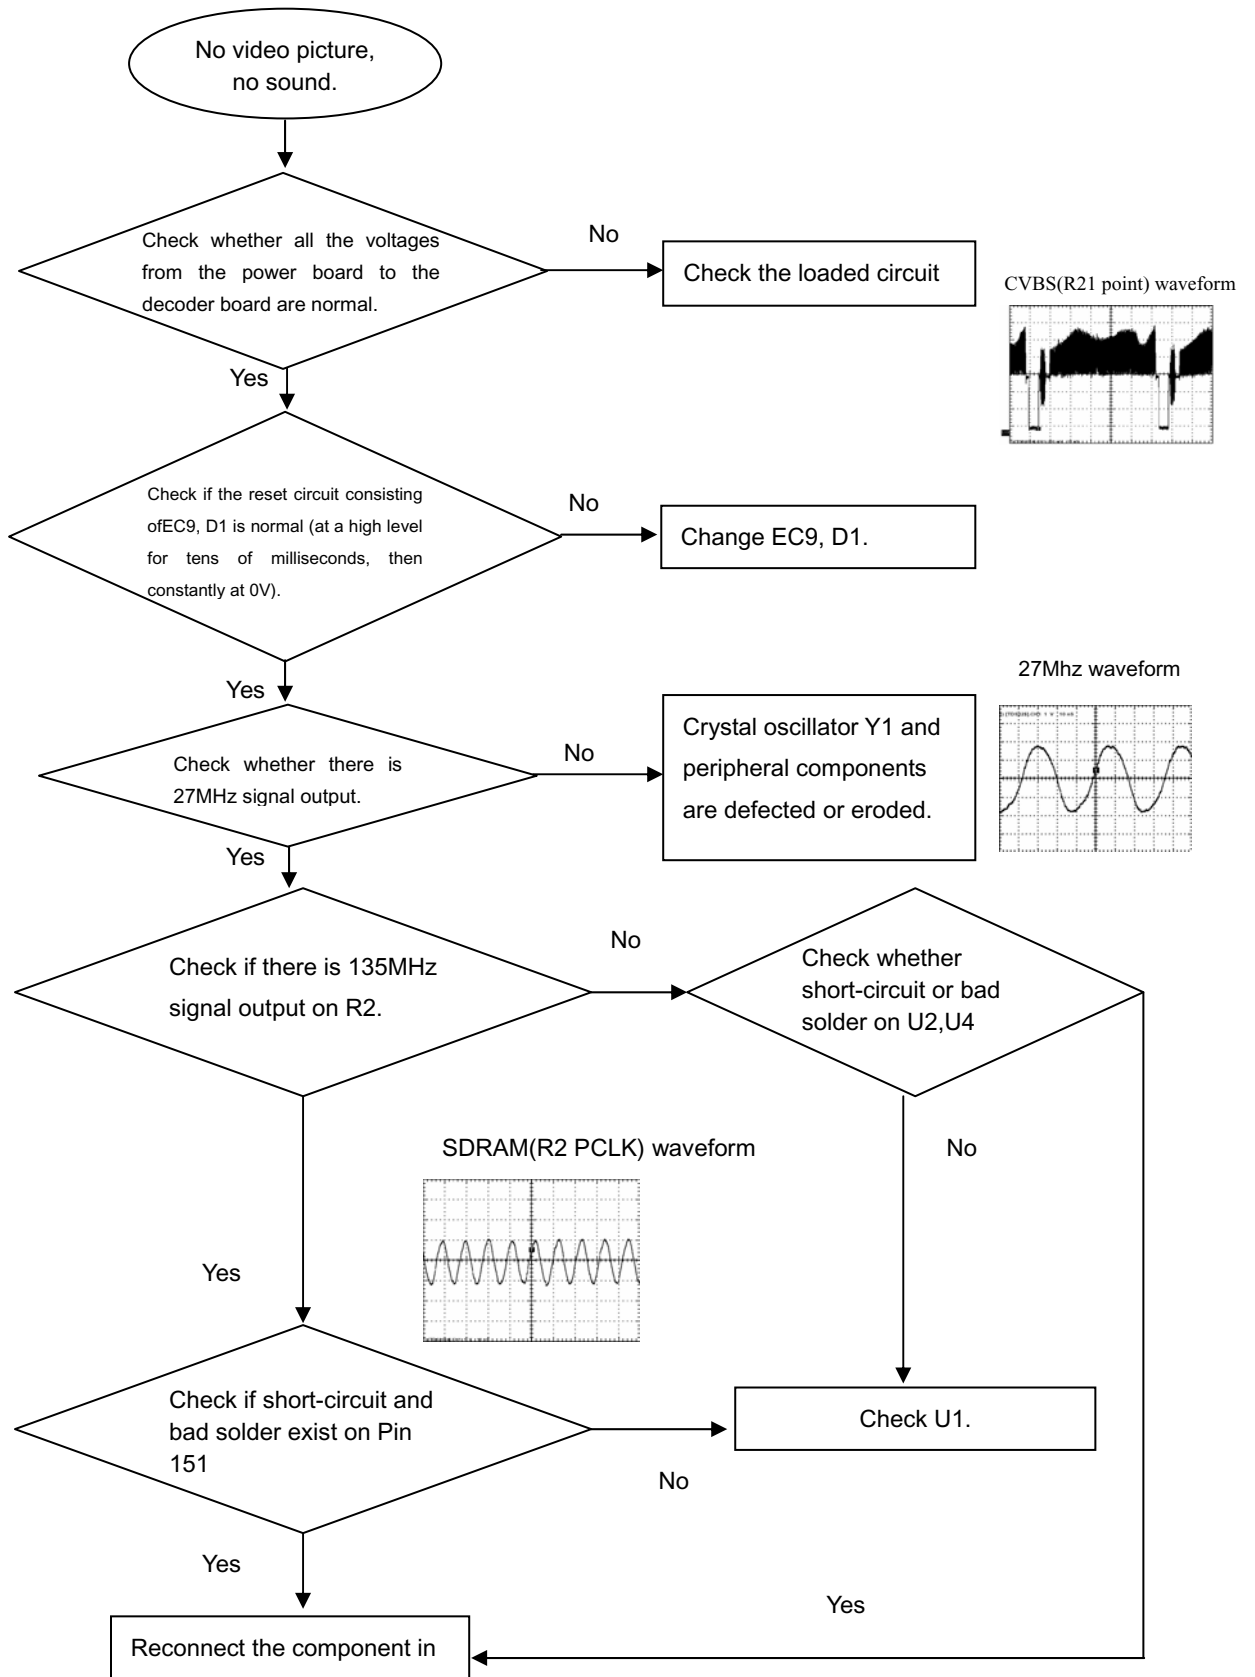 No video picture,
no sound.
Check whether all the voltages
from the power board to the
decoder board are normal.
No
Check the loaded circuit
CVBS(R21 point) waveform
Yes
Check if the reset circuit consisting
ofEC9, D1 is normal (at a high level
for tens of milliseconds, then
constantly at 0V).
No
Change EC9, D1.
Yes
27Mhz waveform
Check whether there is
27MHz signal output.
No
Crystal oscillator Y1 and
peripheral components
are defected or eroded.
Yes
Check if there is 135MHz
signal output on R2.
No
Check whether
short-circuit or bad
solder on U2,U4
SDRAM(R2 PCLK) waveform
No
Yes
Check if short-circuit and
bad solder exist on Pin
151
No
Check U1.
Yes
Yes
Reconnect the component in